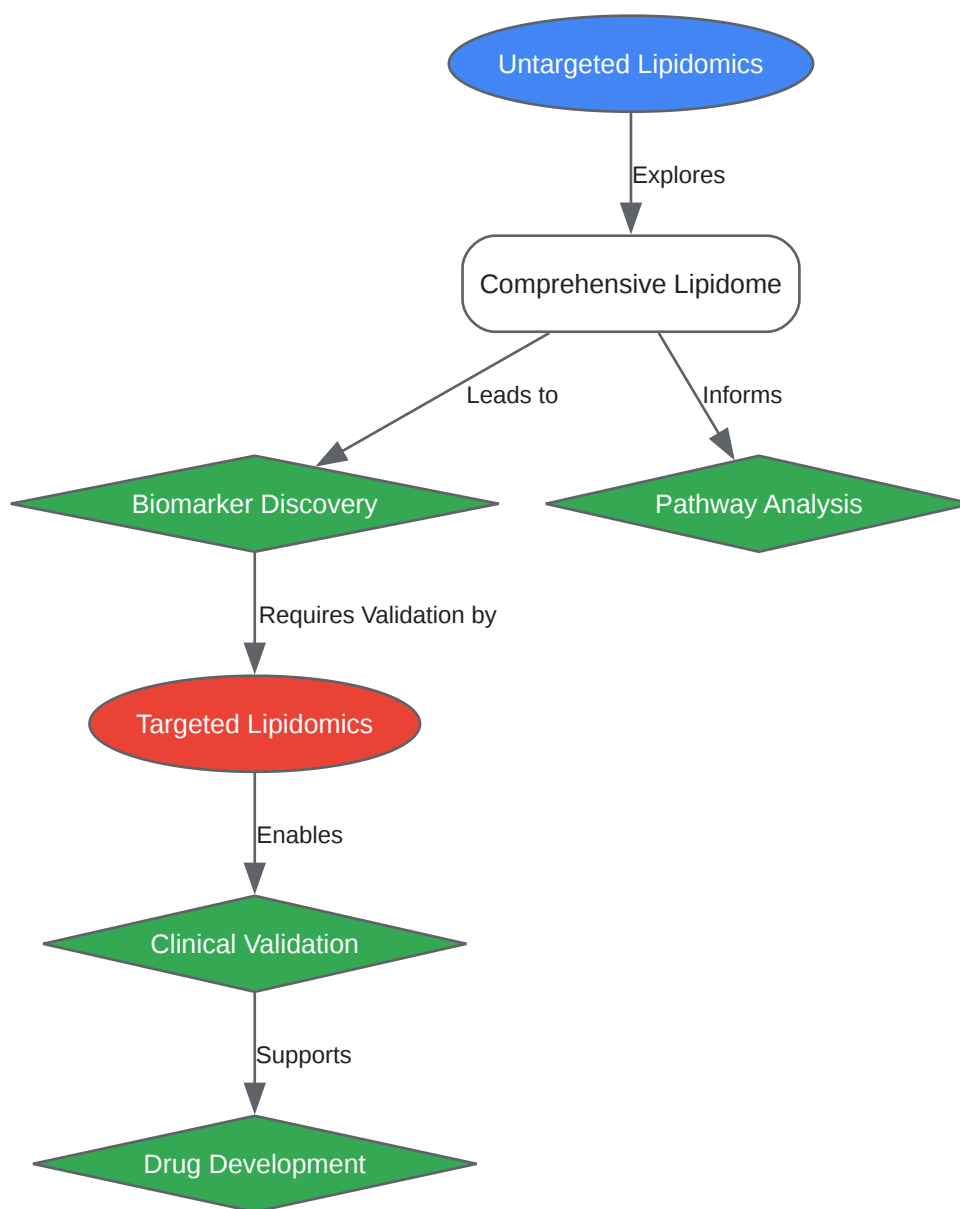 Untargeted Lipidomics
Explores
Comprehensive Lipidome
Leads to
Informs
Biomarker Discovery
Pathway Analysis
Requires Validation by
Targeted Lipidomics
Enables
Clinical Validation
Supports
Drug Development